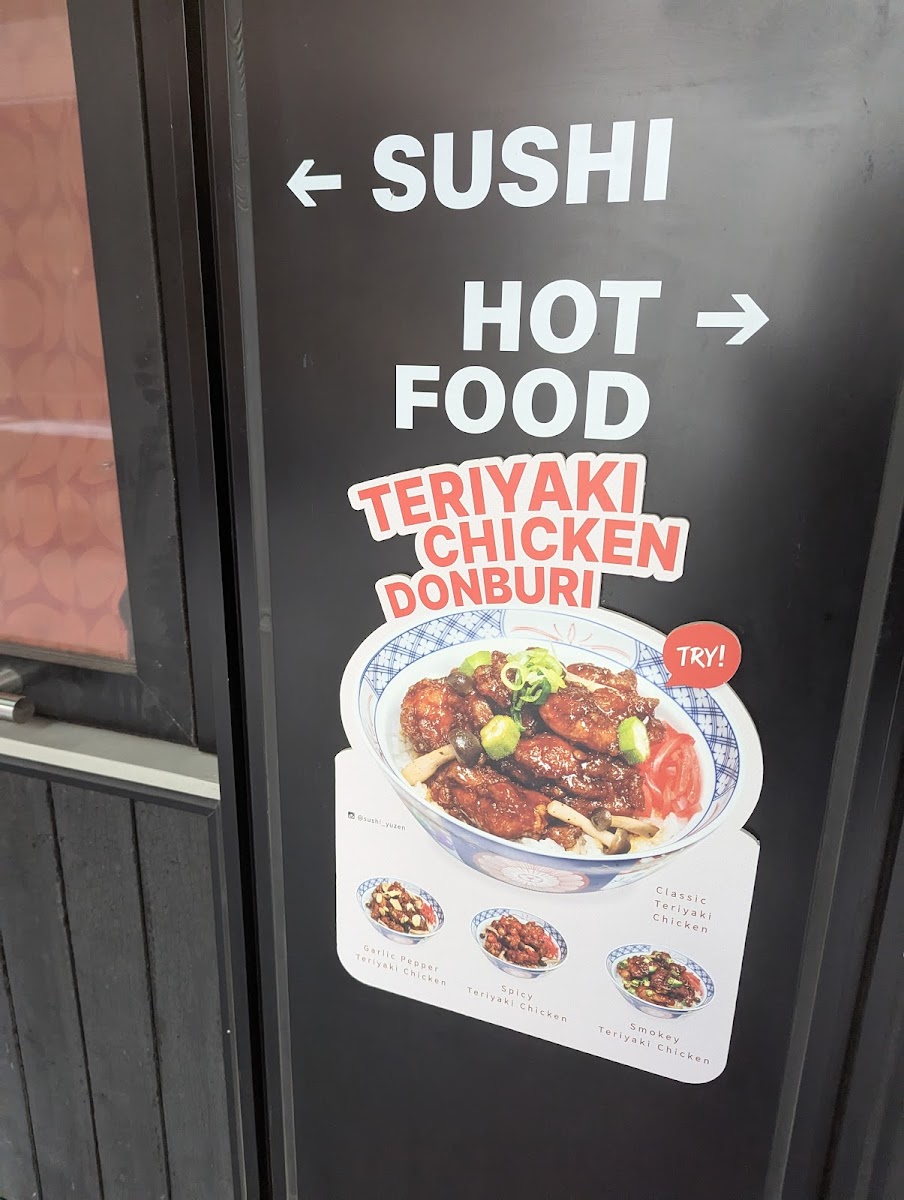 ← SUSHI
HOT →
FOOD
TERIYAKI
CHICKEN
DONBURI
TRY!
@sushi_yuzen
Classic
Teriyaki
Chicken
Garlic Pepper
Teriyaki Chicken
Spicy
Teriyaki Chicken
Smokey
Teriyaki Chicken